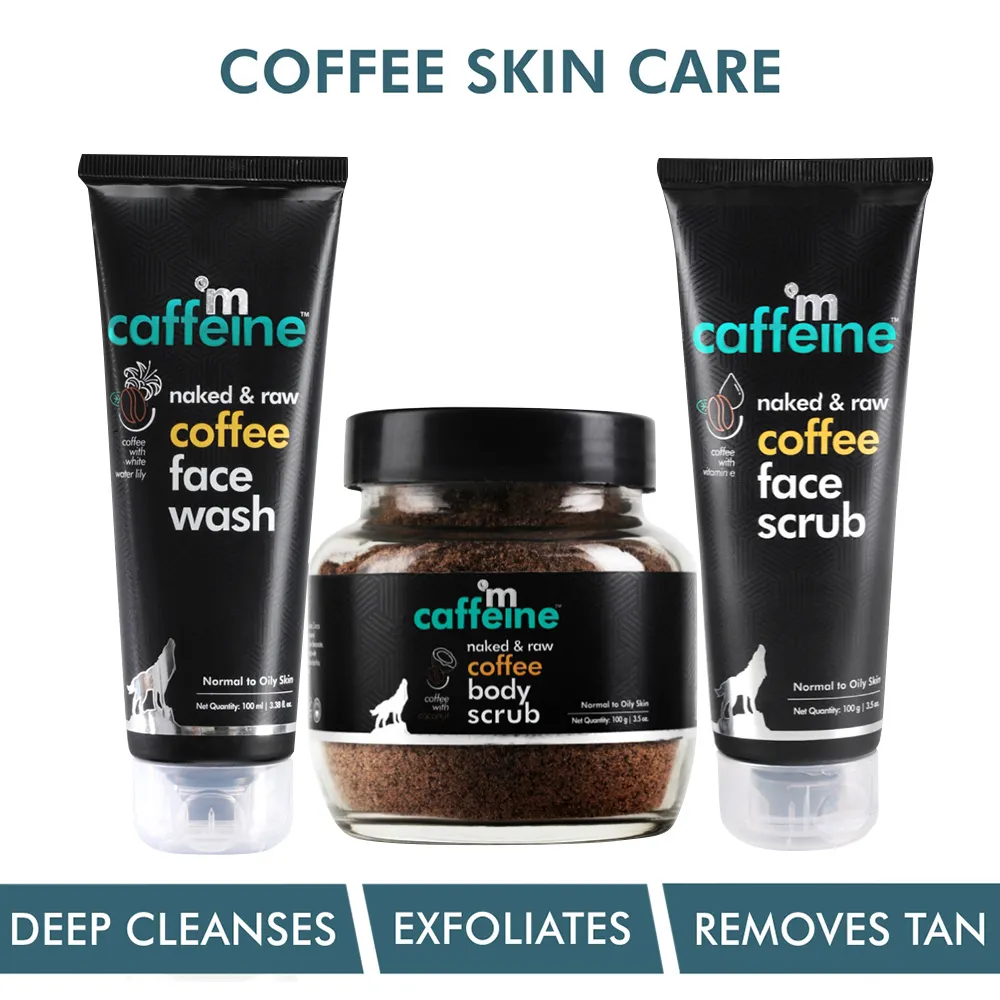 COFFEE SKIN CARE
m
caffeine™
naked & raw
coffee
face
wash
coffee
with
white
water lily
Normal to Oily Skin
Net Quantity: 100 ml | 3.38 fl. oz.
m
caffeine™
naked & raw
coffee
body
scrub
coffee
with
coconut
Normal to Oily Skin
Net Quantity: 100 g | 3.5 oz.
m
caffeine™
naked & raw
coffee
face
scrub
coffee
with
vitamin e
Normal to Oily Skin
Net Quantity: 100 g | 3.5 oz.
DEEP CLEANSES
EXFOLIATES
REMOVES TAN